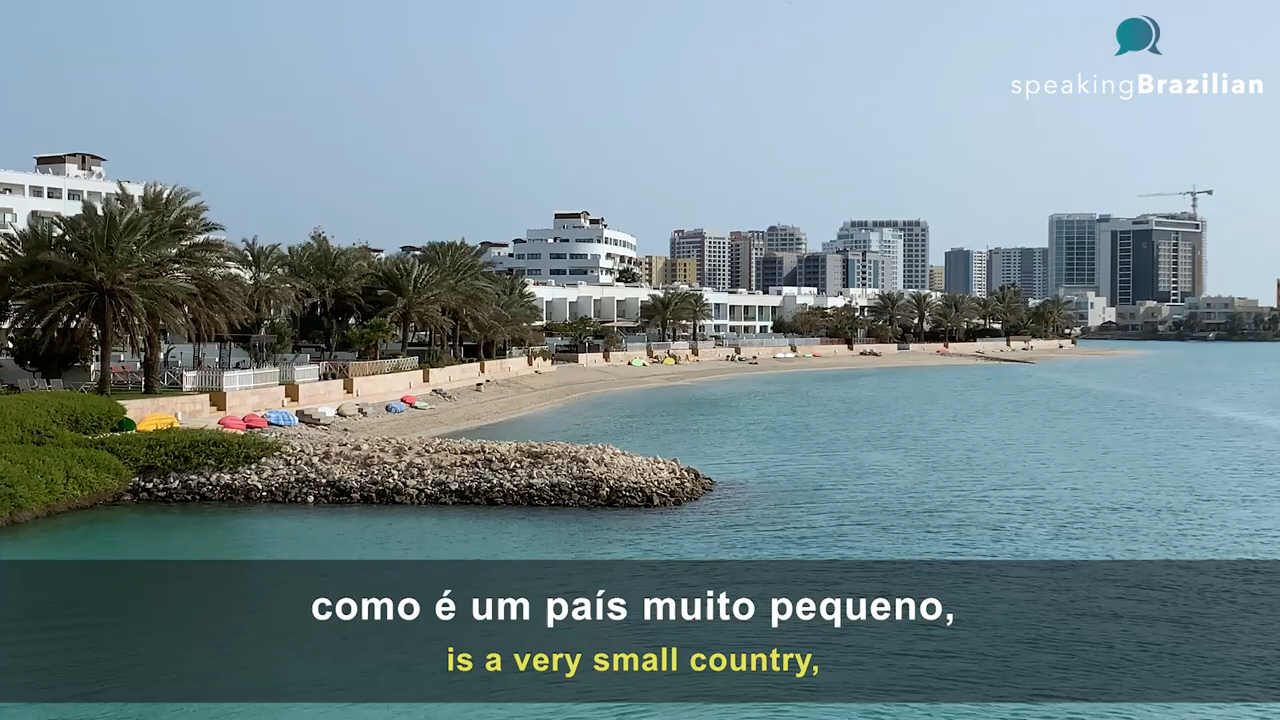 speakingBrazilian
como é um país muito pequeno,
is a very small country,